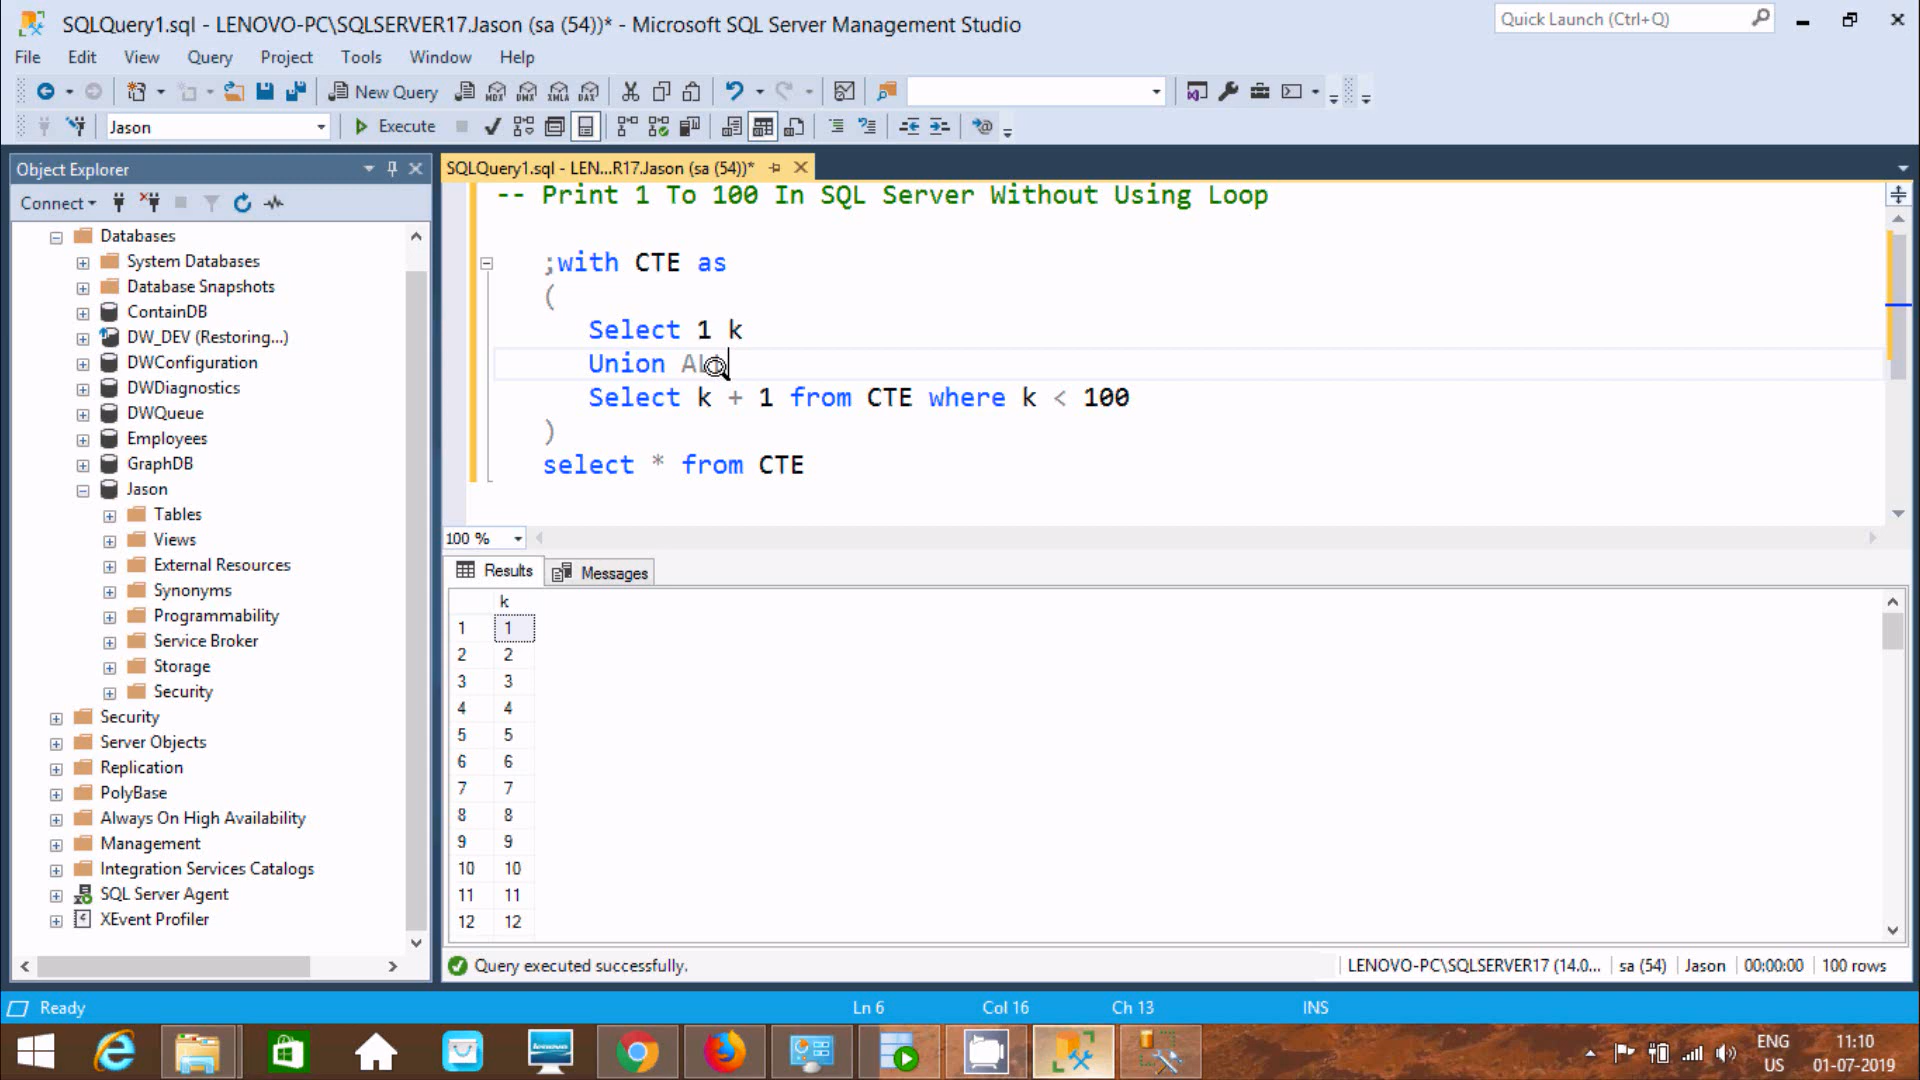 SQLQuery1.sql - LENOVO-PC\SQLSERVER17.Jason (sa (54))* - Microsoft SQL Server Management Studio
Quick Launch (Ctrl+Q)
File Edit View Query Project Tools Window Help
New Query
MDX DMX XMLA DAX
Jason
Execute
Object Explorer
SQLQuery1.sql - LEN...R17.Jason (sa (54))*
Connect
Databases
System Databases
Database Snapshots
ContainDB
DW_DEV (Restoring...)
DWConfiguration
DWDiagnostics
DWQueue
Employees
GraphDB
Jason
Tables
Views
External Resources
Synonyms
Programmability
Service Broker
Storage
Security
Security
Server Objects
Replication
PolyBase
Always On High Availability
Management
Integration Services Catalogs
SQL Server Agent
XEvent Profiler
-- Print 1 To 100 In SQL Server Without Using Loop
;with CTE as
(
Select 1 k
Union
Select k + 1 from CTE where k < 100
)
select * from CTE
100 %
Results
Messages
k
1 1
2 2
3 3
4 4
5 5
6 6
7 7
8 8
9 9
10 10
11 11
12 12
Query executed successfully.
LENOVO-PC\SQLSERVER17 (14.0... sa (54) Jason 00:00:00 100 rows
Ready
Ln 6
Col 16
Ch 13
INS
ENG
US
11:10
01-07-2019